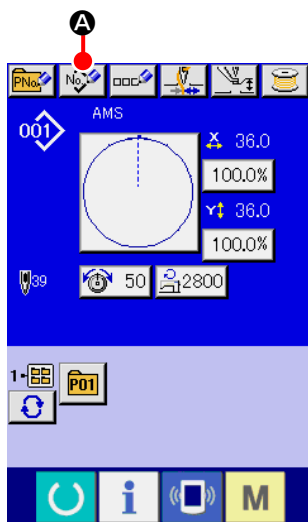 A
PNo. No.
AMS
001
X 36.0
100.0%
Y 36.0
100.0%
39 50 2800
1-
P01
i M